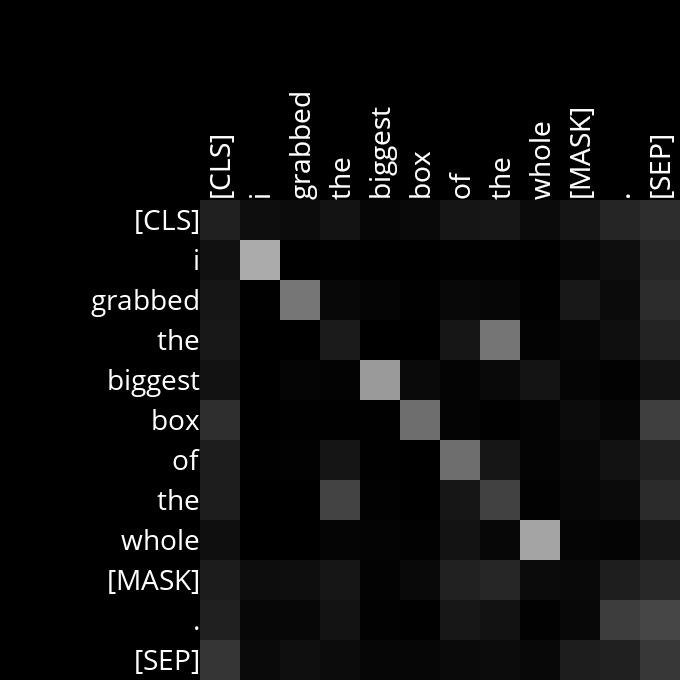 [CLS] i grabbed the biggest box of the whole [MASK] . [SEP]
[CLS]
i
grabbed
the
biggest
box
of
the
whole
[MASK]
.
[SEP]